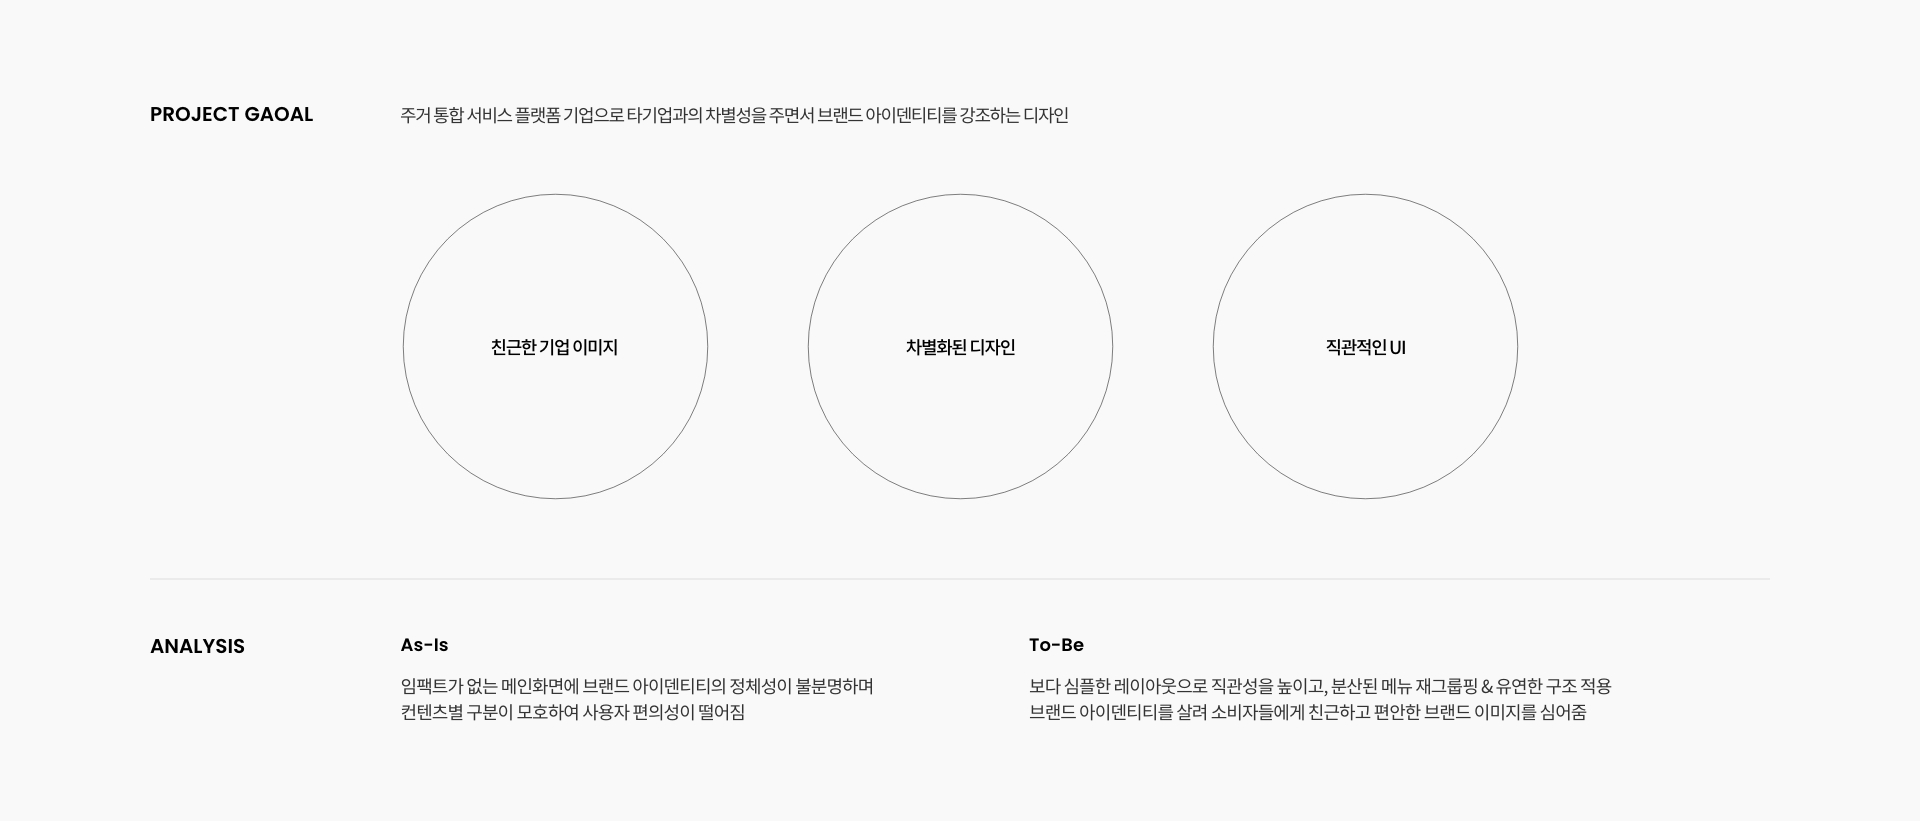 PROJECT GAOAL
주거 통합 서비스 플랫폼 기업으로 타기업과의 차별성을 주면서 브랜드 아이덴티티를 강조하는 디자인
친근한 기업 이미지
차별화된 디자인
직관적인 UI
ANALYSIS
As-Is
임팩트가 없는 메인화면에 브랜드 아이덴티티의 정체성이 불분명하며
컨텐츠별 구분이 모호하여 사용자 편의성이 떨어짐
To-Be
보다 심플한 레이아웃으로 직관성을 높이고, 분산된 메뉴 재그룹핑 & 유연한 구조 적용
브랜드 아이덴티티를 살려 소비자들에게 친근하고 편안한 브랜드 이미지를 심어줌